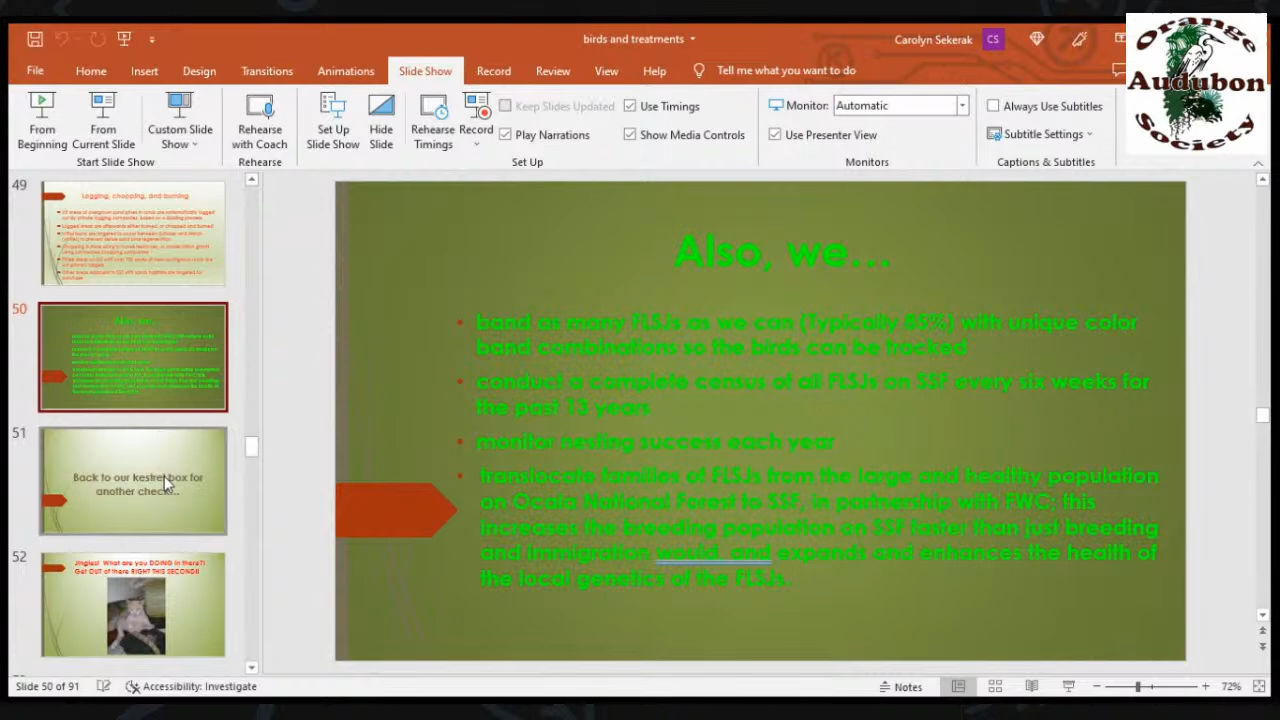 birds and treatments
Carolyn Sekerak
CS
Orange
Audubon
Society
File
Home
Insert
Design
Transitions
Animations
Slide Show
Record
Review
View
Help
Tell me what you want to do
From
Beginning
From
Current Slide
Custom Slide
Show
Start Slide Show
Rehearse
with Coach
Rehearse
Set Up
Slide Show
Hide
Slide
Rehearse
Timings
Record
Keep Slides Updated
Play Narrations
Use Timings
Show Media Controls
Set Up
Monitor:
Automatic
Use Presenter View
Monitors
Always Use Subtitles
Subtitle Settings
Captions & Subtitles
49
Logging, chopping, and burning
50
51
Back to our kestrel box for
another check...
52
Jingles! What are you DOING in there?!
Get OUT of there RIGHT THIS SECOND!!
Also, we...
• band as many FLSJs as we can (Typically 85%) with unique color
band combinations so the birds can be tracked
• conduct a complete census of all FLSJs on SSF every six weeks for
the past 13 years
• monitor nesting success each year
• translocate families of FLSJs from the large and healthy population
on Ocala National Forest to SSF, in partnership with FWC; this
increases the breeding population on SSF faster than just breeding
and immigration would, and expands and enhances the health of
the local genetics of the FLSJs.
Slide 50 of 91
Accessibility: Investigate
Notes
72%